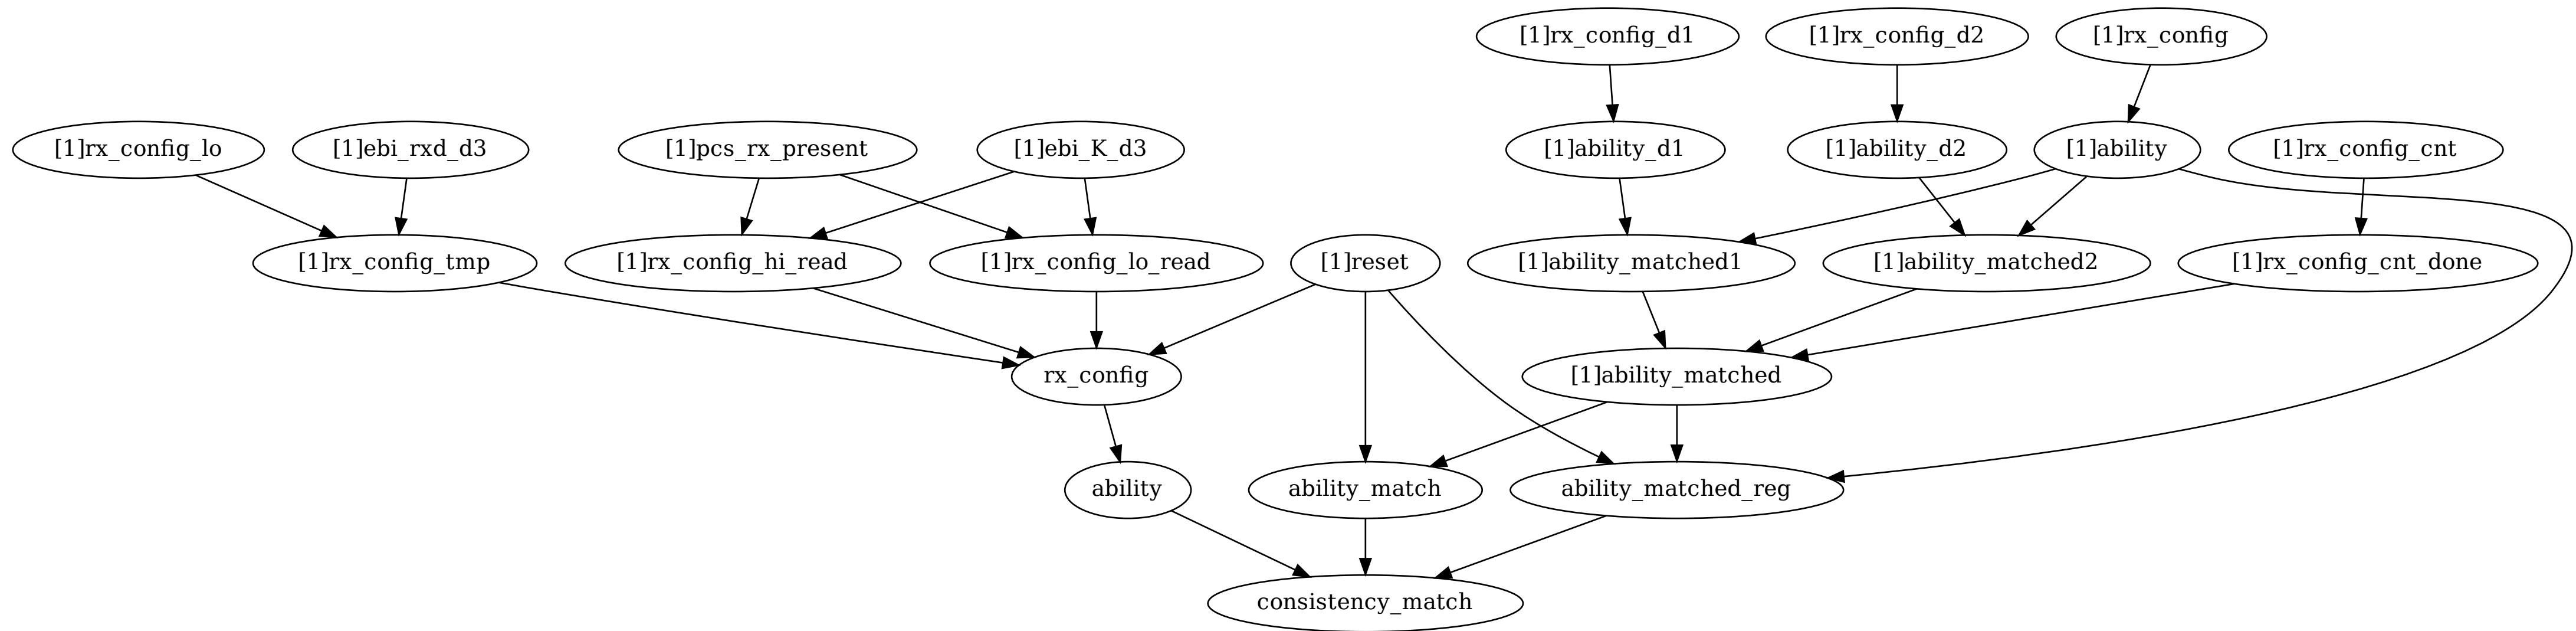 [1]rx_config_d1
[1]rx_config_d2
[1]rx_config
[1]rx_config_lo
[1]ebi_rxd_d3
[1]pcs_rx_present
[1]ebi_K_d3
[1]ability_d1
[1]ability_d2
[1]ability
[1]rx_config_cnt
[1]rx_config_tmp
[1]rx_config_hi_read
[1]rx_config_lo_read
[1]reset
[1]ability_matched1
[1]ability_matched2
[1]rx_config_cnt_done
rx_config
[1]ability_matched
ability
ability_match
ability_matched_reg
consistency_match